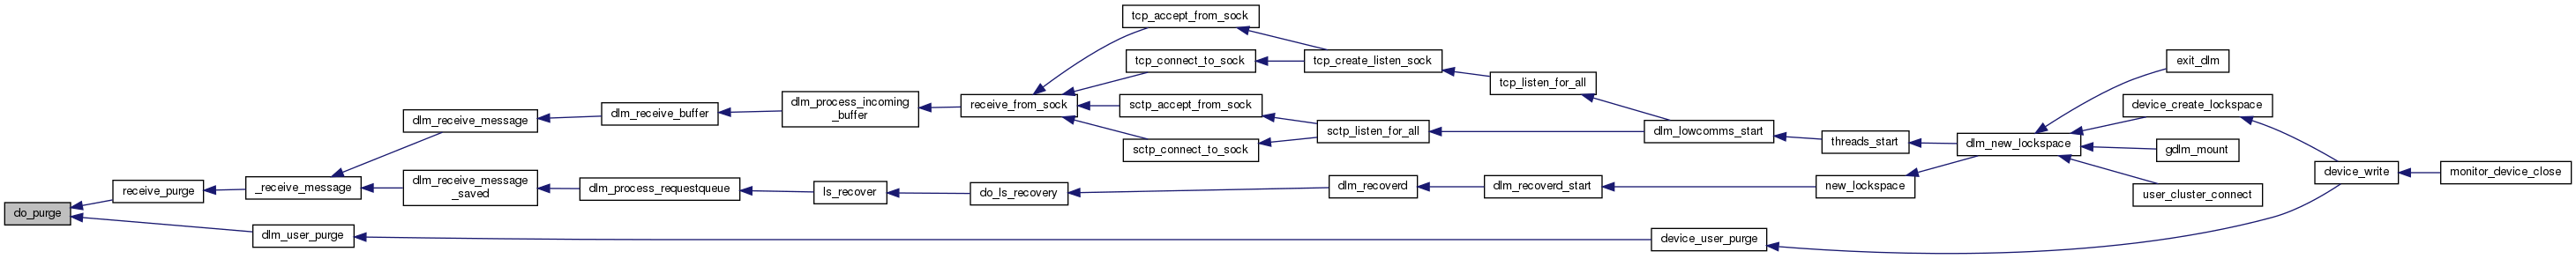 do_purge
receive_purge
dlm_user_purge
_receive_message
dlm_receive_message
dlm_receive_message
_saved
dlm_receive_buffer
dlm_process_requestqueue
dlm_process_incoming
_buffer
ls_recover
receive_from_sock
do_ls_recovery
tcp_accept_from_sock
tcp_connect_to_sock
sctp_accept_from_sock
sctp_connect_to_sock
tcp_create_listen_sock
sctp_listen_for_all
dlm_recoverd
tcp_listen_for_all
dlm_recoverd_start
dlm_lowcomms_start
device_user_purge
threads_start
new_lockspace
dlm_new_lockspace
exit_dlm
device_create_lockspace
gdlm_mount
user_cluster_connect
device_write
monitor_device_close